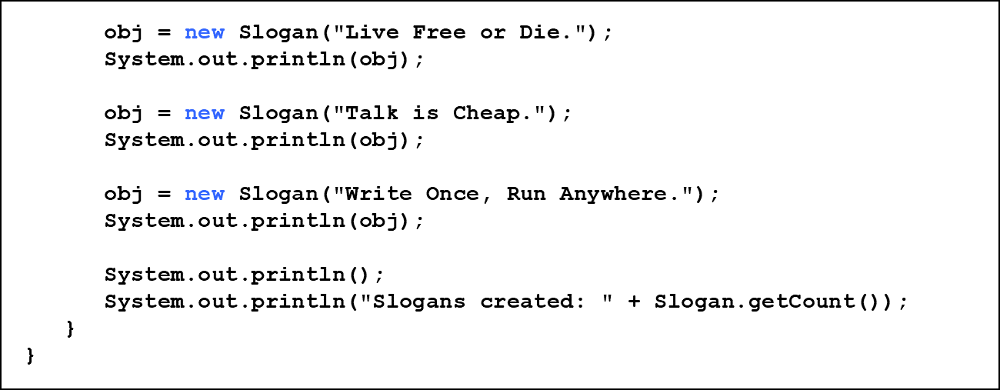 obj = new Slogan("Live Free or Die.");
System.out.println(obj);
obj = new Slogan("Talk is Cheap.");
System.out.println(obj);
obj = new Slogan("Write Once, Run Anywhere.");
System.out.println(obj);
System.out.println();
System.out.println("Slogans created: " + Slogan.getCount());
}
}